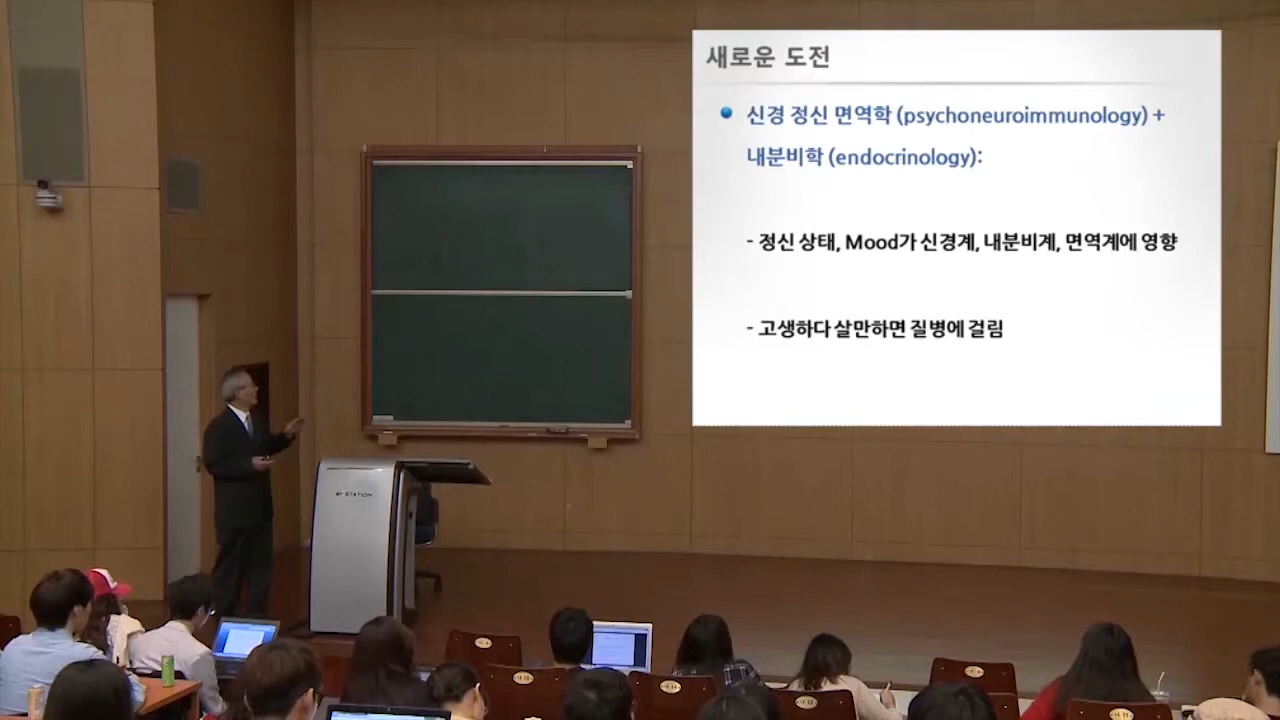 새로운 도전
신경 정신 면역학 (psychoneuroimmunology) +
내분비학 (endocrinology):
- 정신 상태, Mood가 신경계, 내분비계, 면역계에 영향
- 고생하다 살만하면 질병에 걸림
STATION